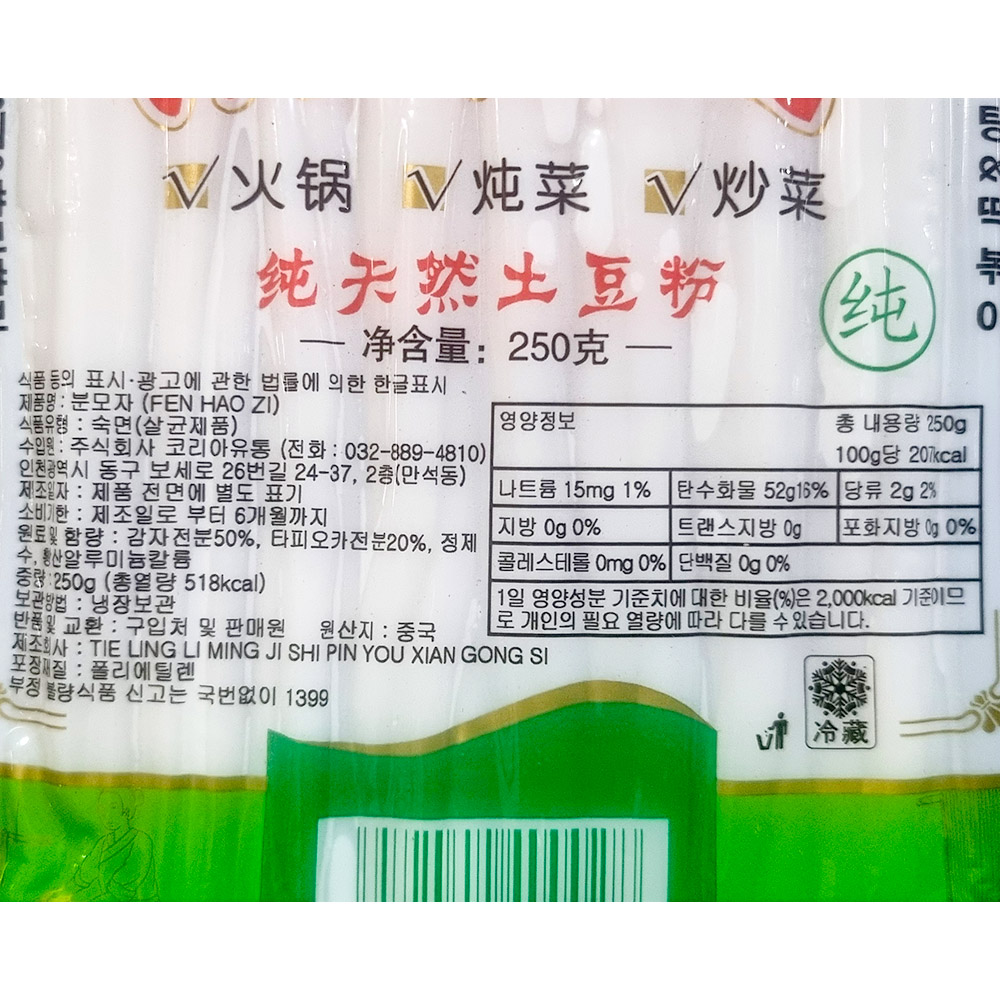 火锅 炖菜 炒菜
纯天然土豆粉
纯
净含量：250克
식품 등의 표시·광고에 관한 법률에 의한 한글표시
제품명 : 분모자 (FEN HAO ZI)
식품유형 : 숙면(살균제품)
수입원 : 주식회사 코리아유통 (전화 : 032-889-4810)
인천광역시 동구 보세로 26번길 24-37, 2층(만석동)
제조일자 : 제품 전면에 별도 표기
소비기한 : 제조일로 부터 6개월까지
원료및 함량 : 감자전분50%, 타피오카전분20%, 정제
수, 황산알루미늄칼륨
중량:250g (총열량 518kcal)
보관방법 : 냉장보관
반품및 교환 : 구입처 및 판매원 원산지 : 중국
제조회사 : TIE LING LI MING JI SHI PIN YOU XIAN GONG SI
포장재질 : 폴리에틸렌
부정 불량식품 신고는 국번없이 1399
영양정보 총 내용량 250g
100g당 207kcal
나트륨 15mg 1% 탄수화물 52g16% 당류 2g 2%
지방 0g 0% 트랜스지방 0g 포화지방 0g 0%
콜레스테롤 0mg 0% 단백질 0g 0%
1일 영양성분 기준치에 대한 비율(%)은 2,000kcal 기준이므
로 개인의 필요 열량에 따라 다를 수있습니다.
冷藏
탕&떡볶이